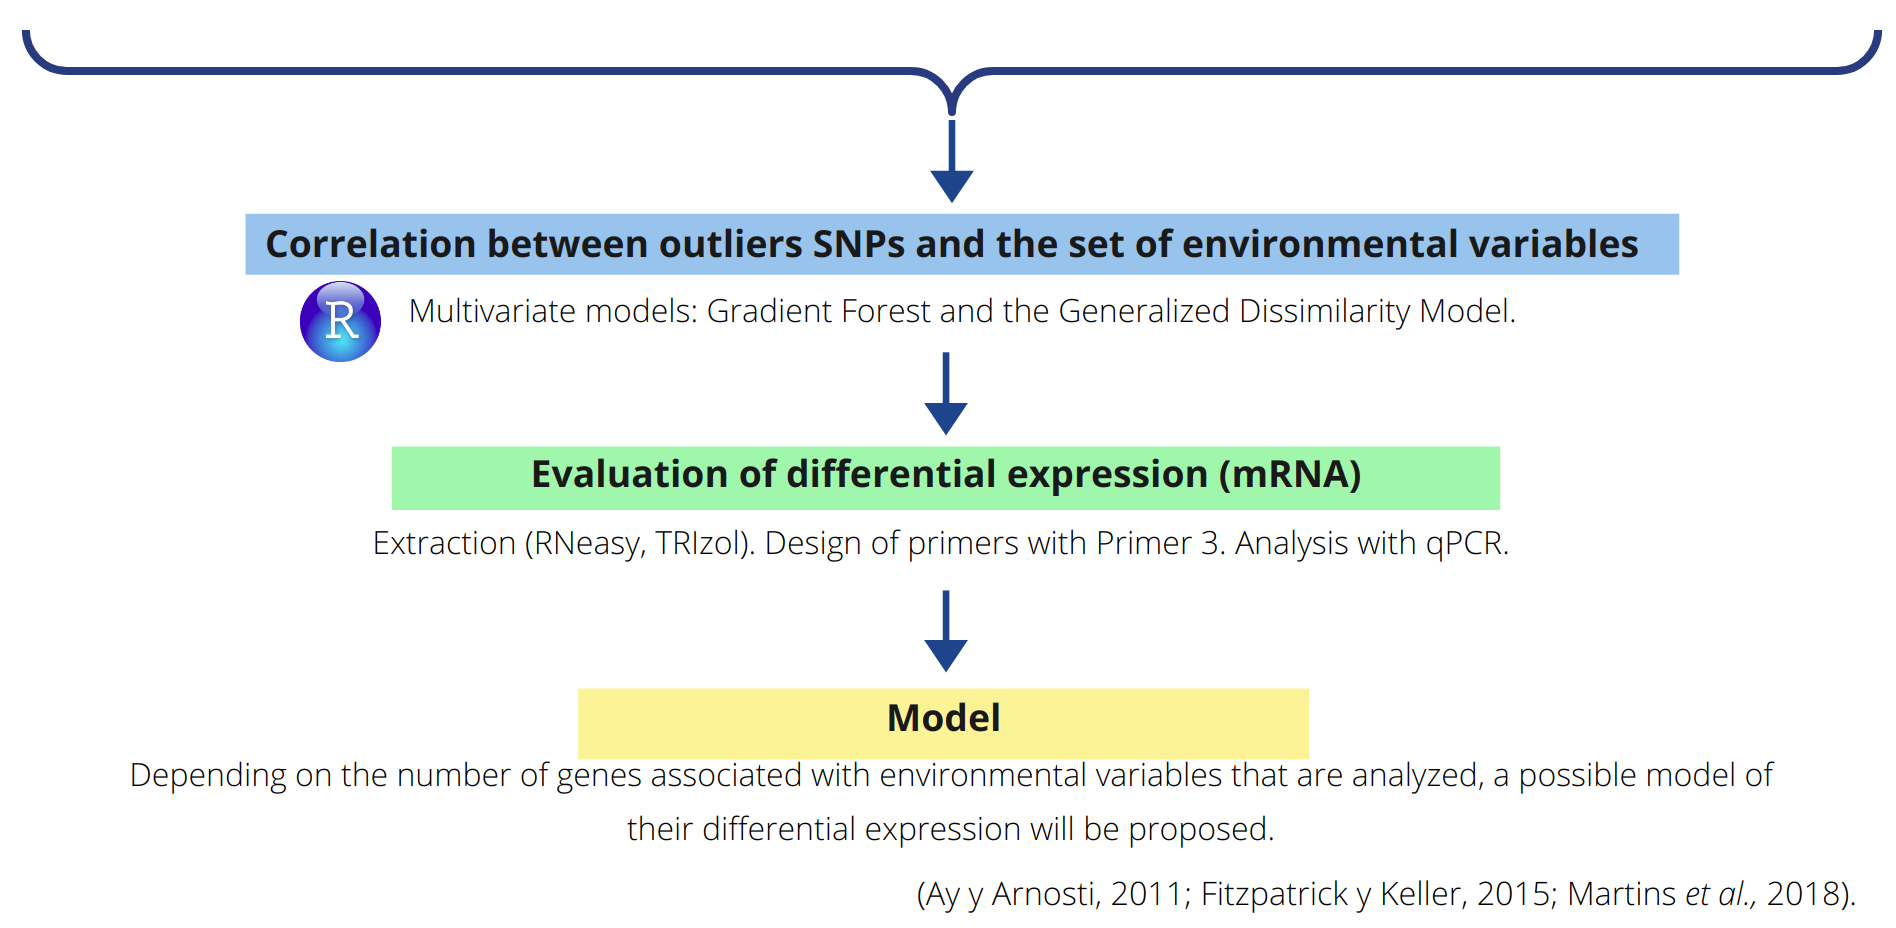 Correlation between outliers SNPs and the set of environmental variables
R
Multivariate models: Gradient Forest and the Generalized Dissimilarity Model.
Evaluation of differential expression (mRNA)
Extraction (RNeasy, TRIzol). Design of primers with Primer 3. Analysis with qPCR.
Model
Depending on the number of genes associated with environmental variables that are analyzed, a possible model of
their differential expression will be proposed.
(Ay y Arnosti, 2011; Fitzpatrick y Keller, 2015; Martins et al., 2018).